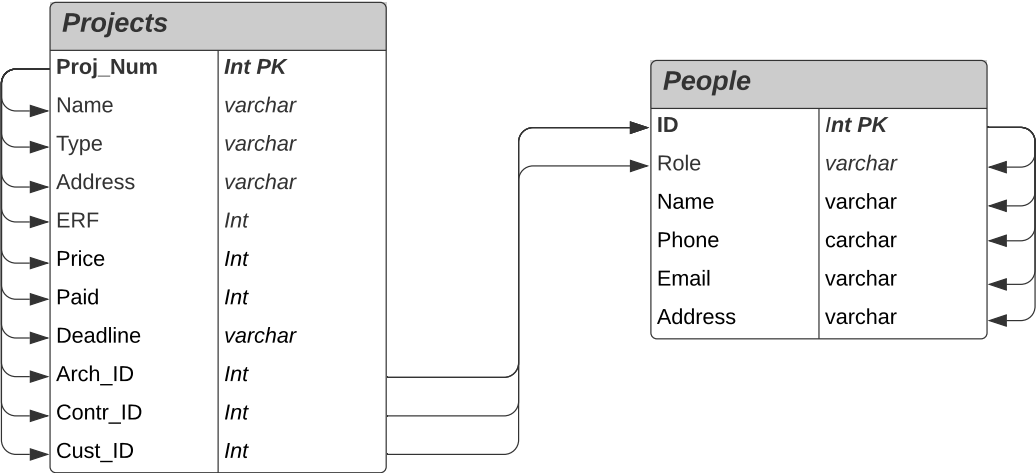 Projects
Proj_Num Int PK
Name varchar
Type varchar
Address varchar
ERF Int
Price Int
Paid Int
Deadline varchar
Arch_ID Int
Contr_ID Int
Cust_ID Int
People
ID Int PK
Role varchar
Name varchar
Phone carchar
Email varchar
Address varchar